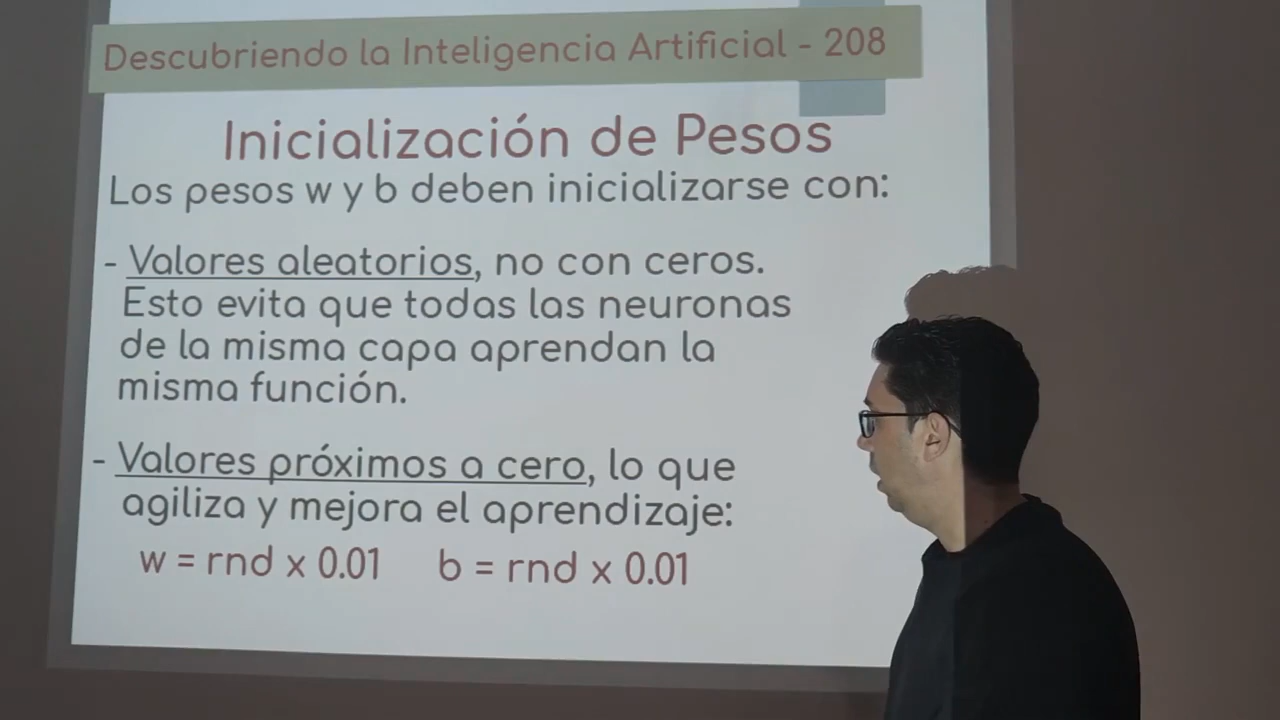 Descubriendo la Inteligencia Artificial - 208
Inicialización de Pesos
Los pesos w y b deben inicializarse con:
- Valores aleatorios, no con ceros.
Esto evita que todas las neuronas
de la misma capa aprendan la
misma función.
- Valores próximos a cero, lo que
agiliza y mejora el aprendizaje:
w = rnd x 0.01 b = rnd x 0.01